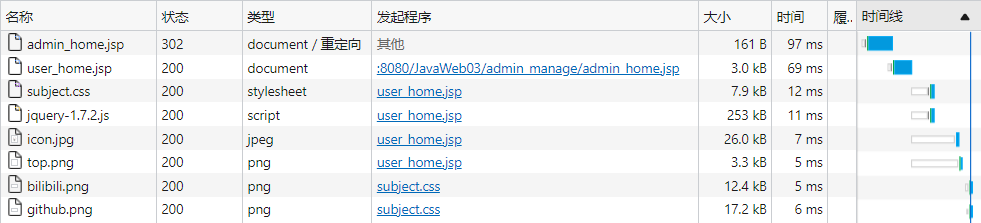 名称 状态 类型 发起程序 大小 时间 履.. 时间线
admin_home.jsp 302 document / 重定向 其他 161 B 97 ms
user_home.jsp 200 document :8080/JavaWeb03/admin_manage/admin_home.jsp 3.0 kB 69 ms
subject.css 200 stylesheet user_home.jsp 7.9 kB 12 ms
jquery-1.7.2.js 200 script user_home.jsp 253 kB 11 ms
icon.jpg 200 jpeg user_home.jsp 26.0 kB 7 ms
top.png 200 png user_home.jsp 3.3 kB 5 ms
bilibili.png 200 png subject.css 12.4 kB 5 ms
github.png 200 png subject.css 17.2 kB 6 ms